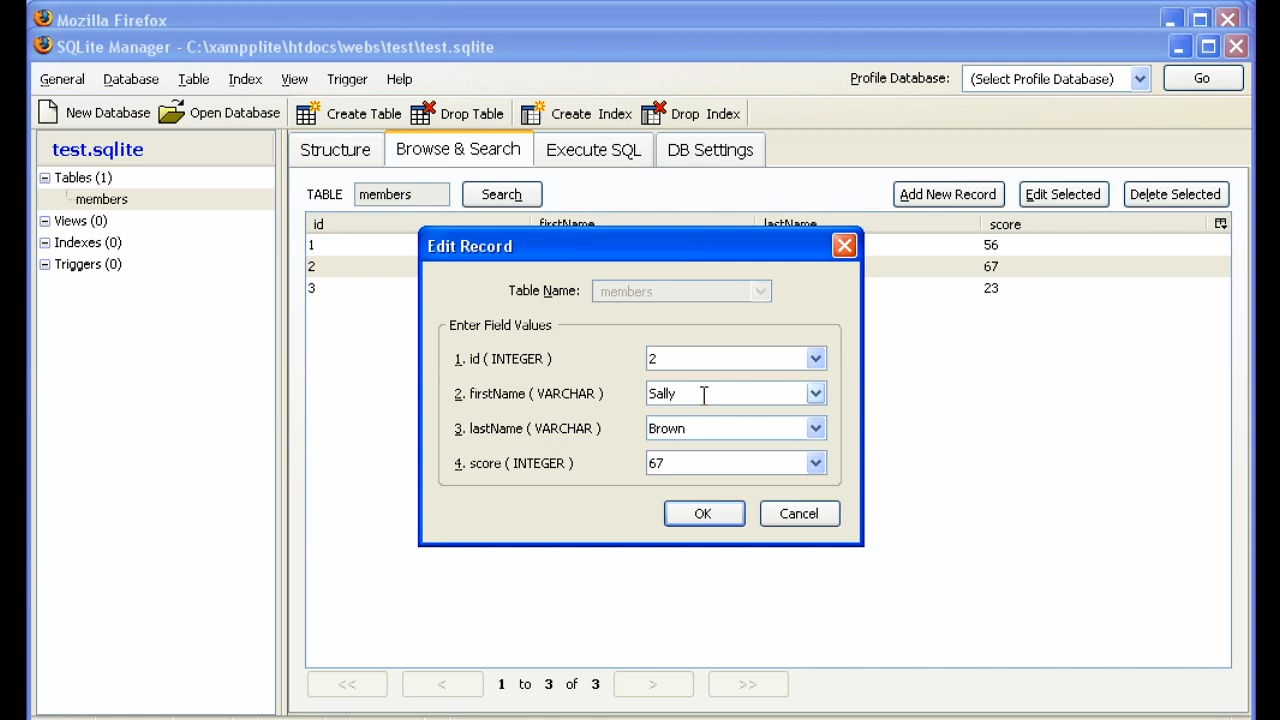 Mozilla Firefox
SQLite Manager - C:\xampplite\htdocs\webs\test\test.sqlite
General Database Table Index View Trigger Help Profile Database: (Select Profile Database) Go
New Database Open Database Create Table Drop Table Create Index Drop Index
test.sqlite Structure Browse & Search Execute SQL DB Settings
Tables (1)
members
Views (0)
Indexes (0)
Triggers (0)
TABLE members Search Add New Record Edit Selected Delete Selected
id firstName lastName score
1 56
2 67
3 23
Edit Record
Table Name: members
Enter Field Values
1. id ( INTEGER ) 2
2. firstName ( VARCHAR ) Sally
3. lastName ( VARCHAR ) Brown
4. score ( INTEGER ) 67
OK Cancel
<< < 1 to 3 of 3 > >>